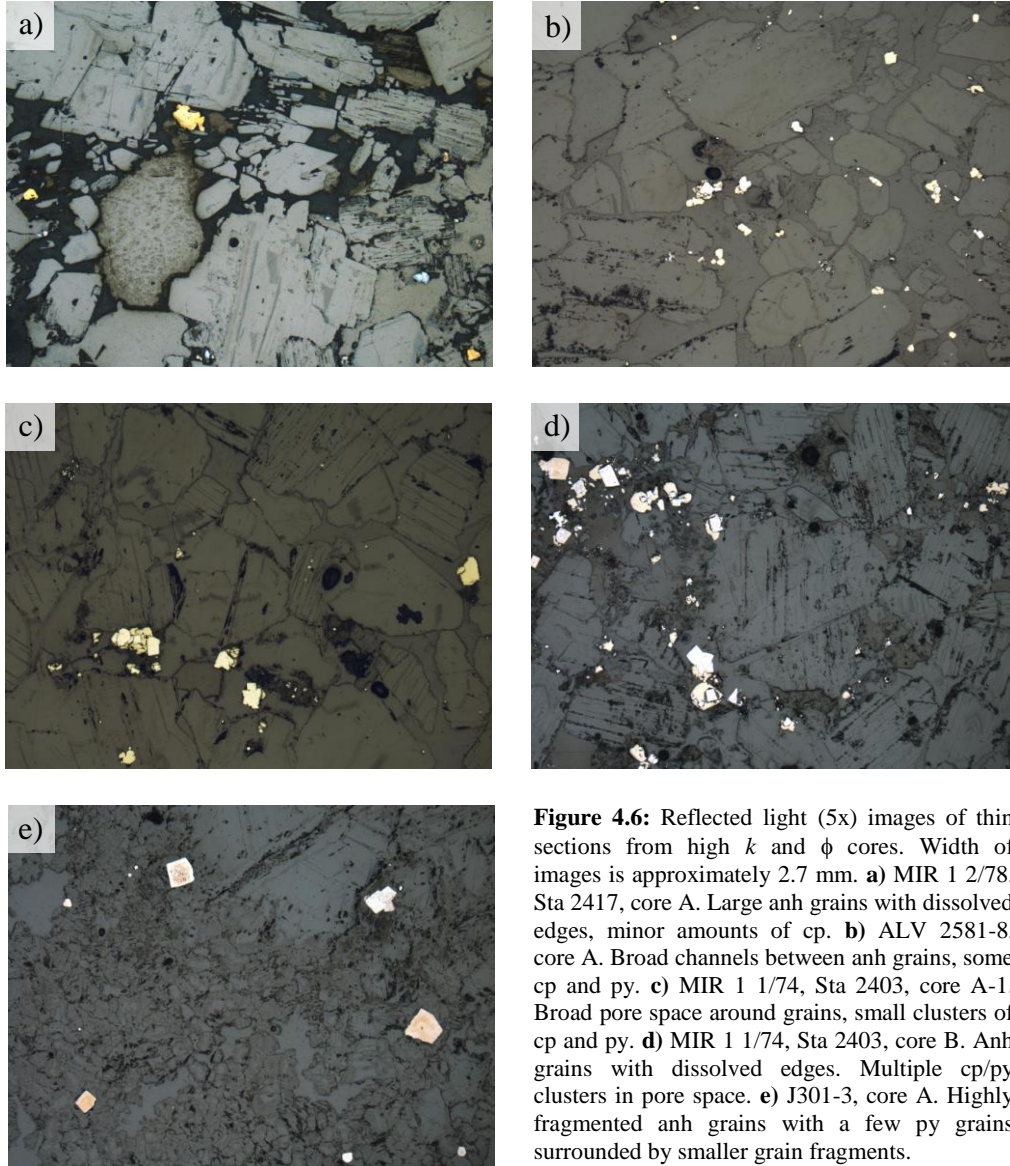 a)
b)
c)
d)
e)
Figure 4.6: Reflected light (5x) images of thin
sections from high k and ϕ cores. Width of
images is approximately 2.7 mm. a) MIR 1 2/78,
Sta 2417, core A. Large anh grains with dissolved
edges, minor amounts of cp. b) ALV 2581-8,
core A. Broad channels between anh grains, some
cp and py. c) MIR 1 1/74, Sta 2403, core A-1.
Broad pore space around grains, small clusters of
cp and py. d) MIR 1 1/74, Sta 2403, core B. Anh
grains with dissolved edges. Multiple cp/py
clusters in pore space. e) J301-3, core A. Highly
fragmented anh grains with a few py grains
surrounded by smaller grain fragments.